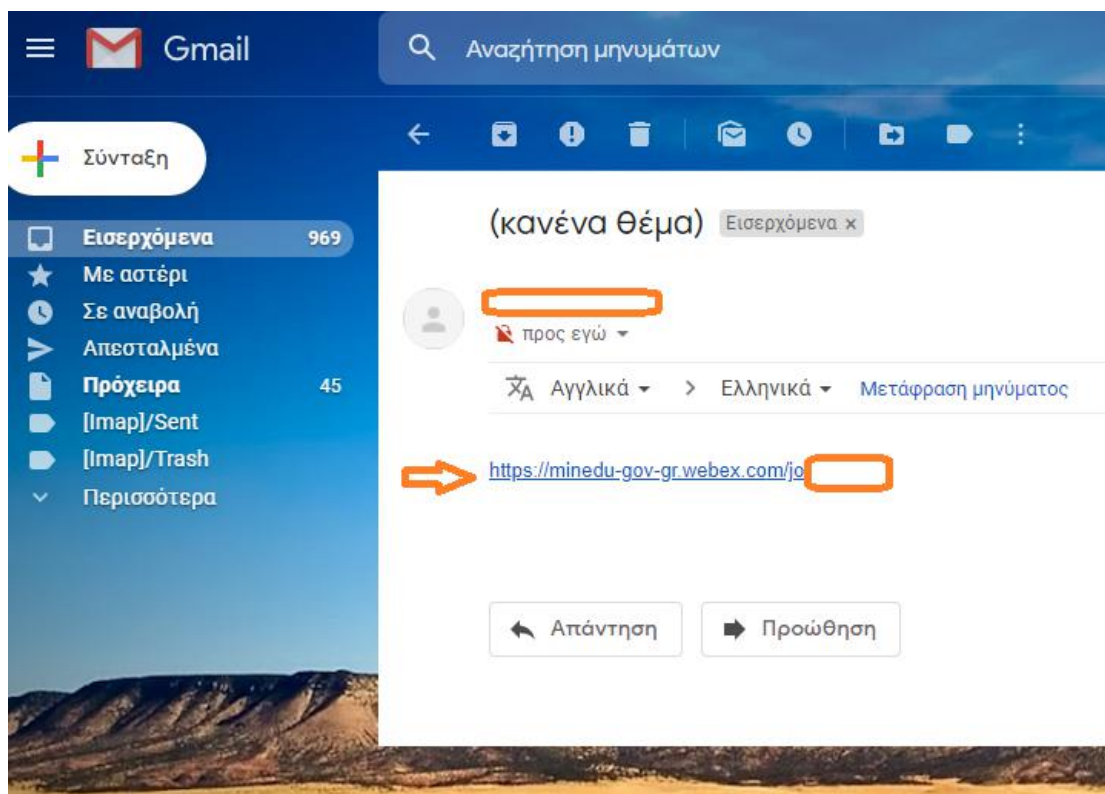 Gmail
Αναζήτηση μηνυμάτων
Σύνταξη
Εισερχόμενα 969
Με αστέρι
Σε αναβολή
Απεσταλμένα
Πρόχειρα 45
[Imap]/Sent
[Imap]/Trash
Περισσότερα
(κανένα θέμα) Εισερχόμενα x
προς εγώ
Αγγλικά > Ελληνικά Μετάφραση μηνύματος
https://minedu-gov-gr.webex.com/jo
Απάντηση Προώθηση